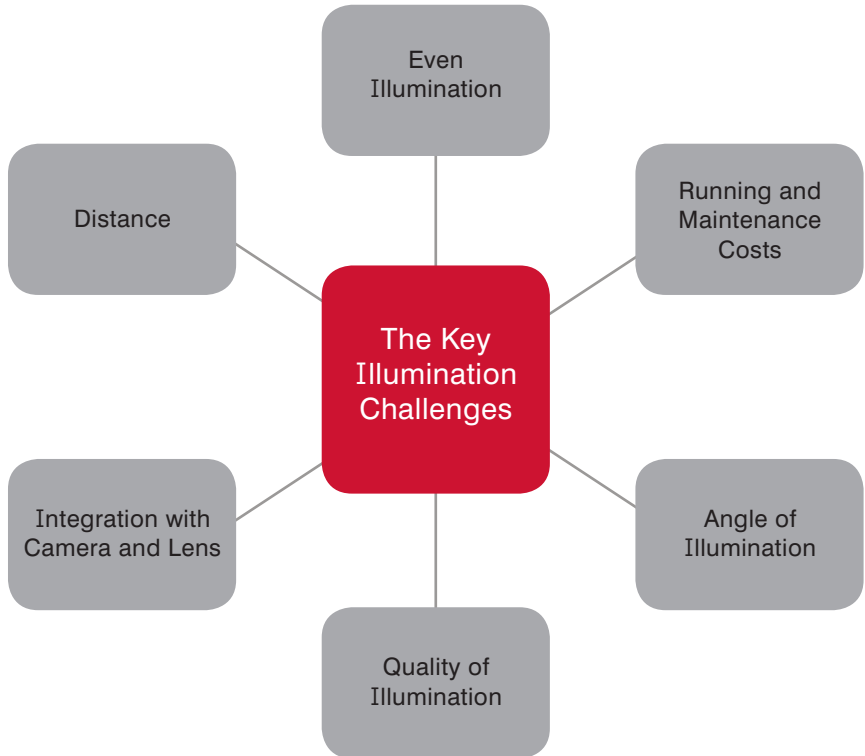 Even
Illumination
Distance
Running and
Maintenance
Costs
The Key
Illumination
Challenges
Integration with
Camera and Lens
Angle of
Illumination
Quality of
Illumination